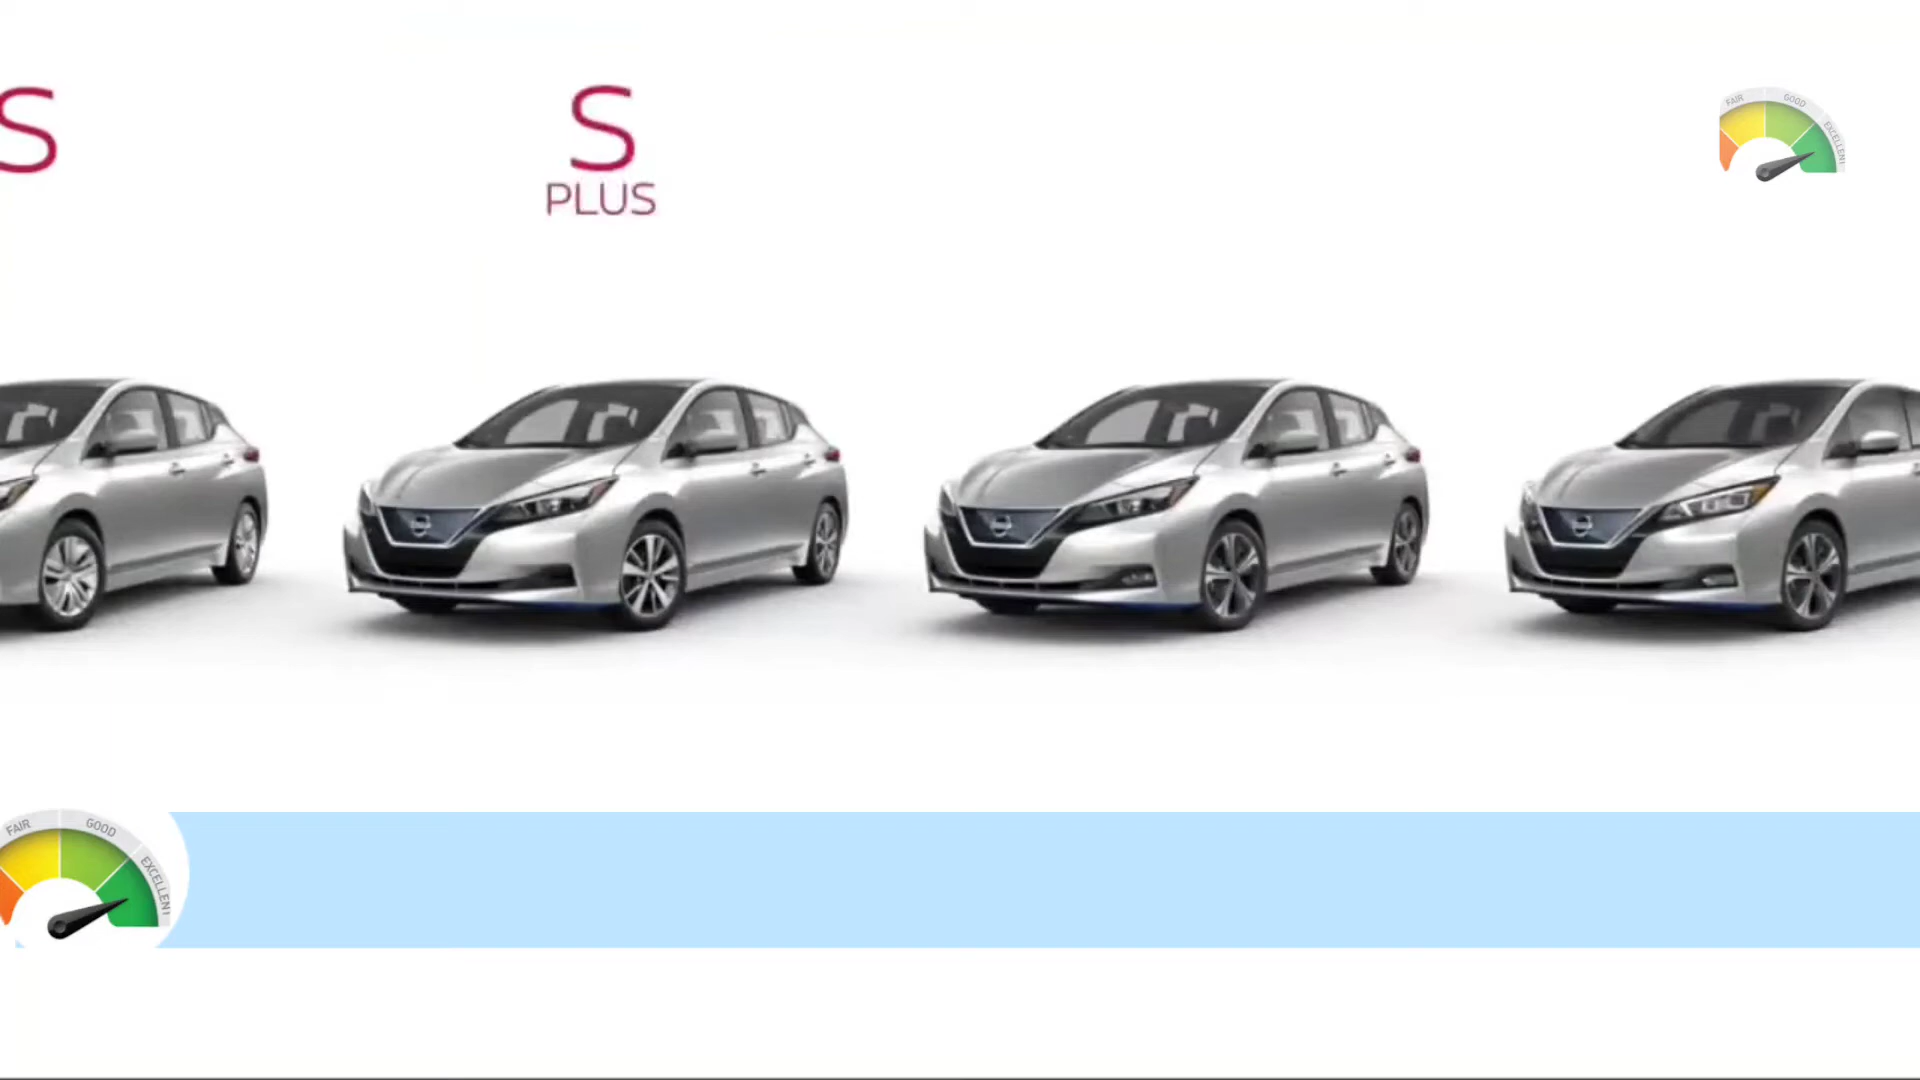 S
S
PLUS
FAIR
GOOD
EXCELLENT
FAIR
GOOD
EXCELLENT